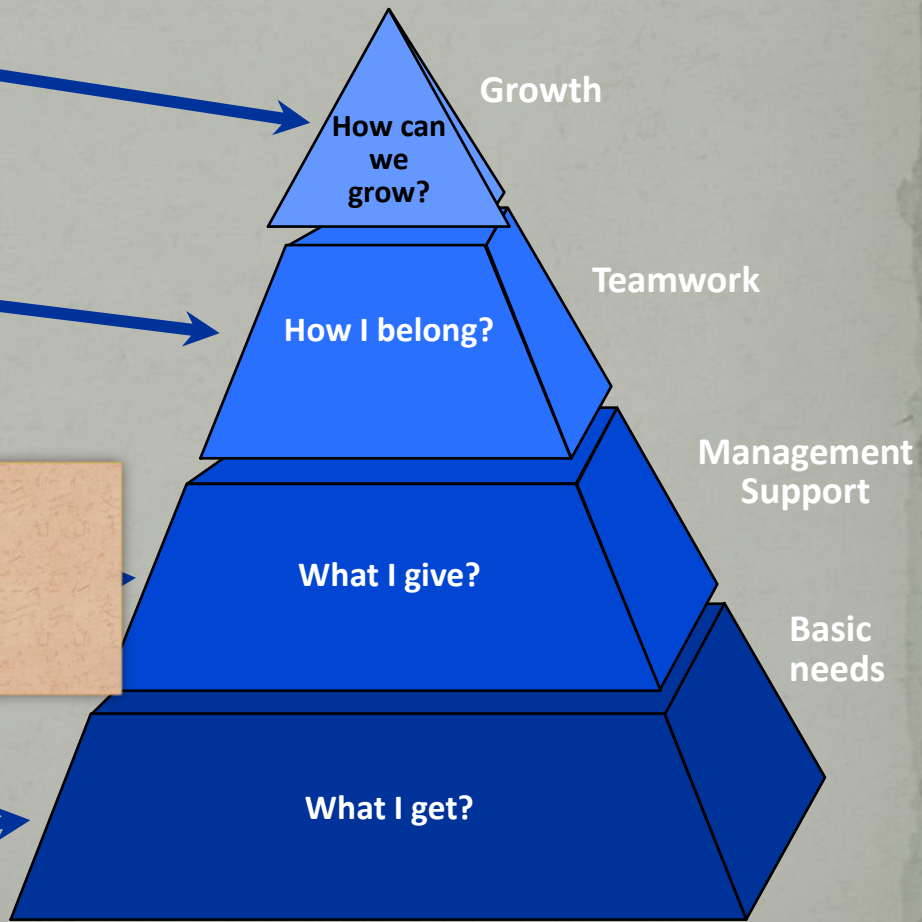 Growth
How can
we
grow?
Teamwork
How I belong?
Management
Support
What I give?
Basic
needs
What I get?